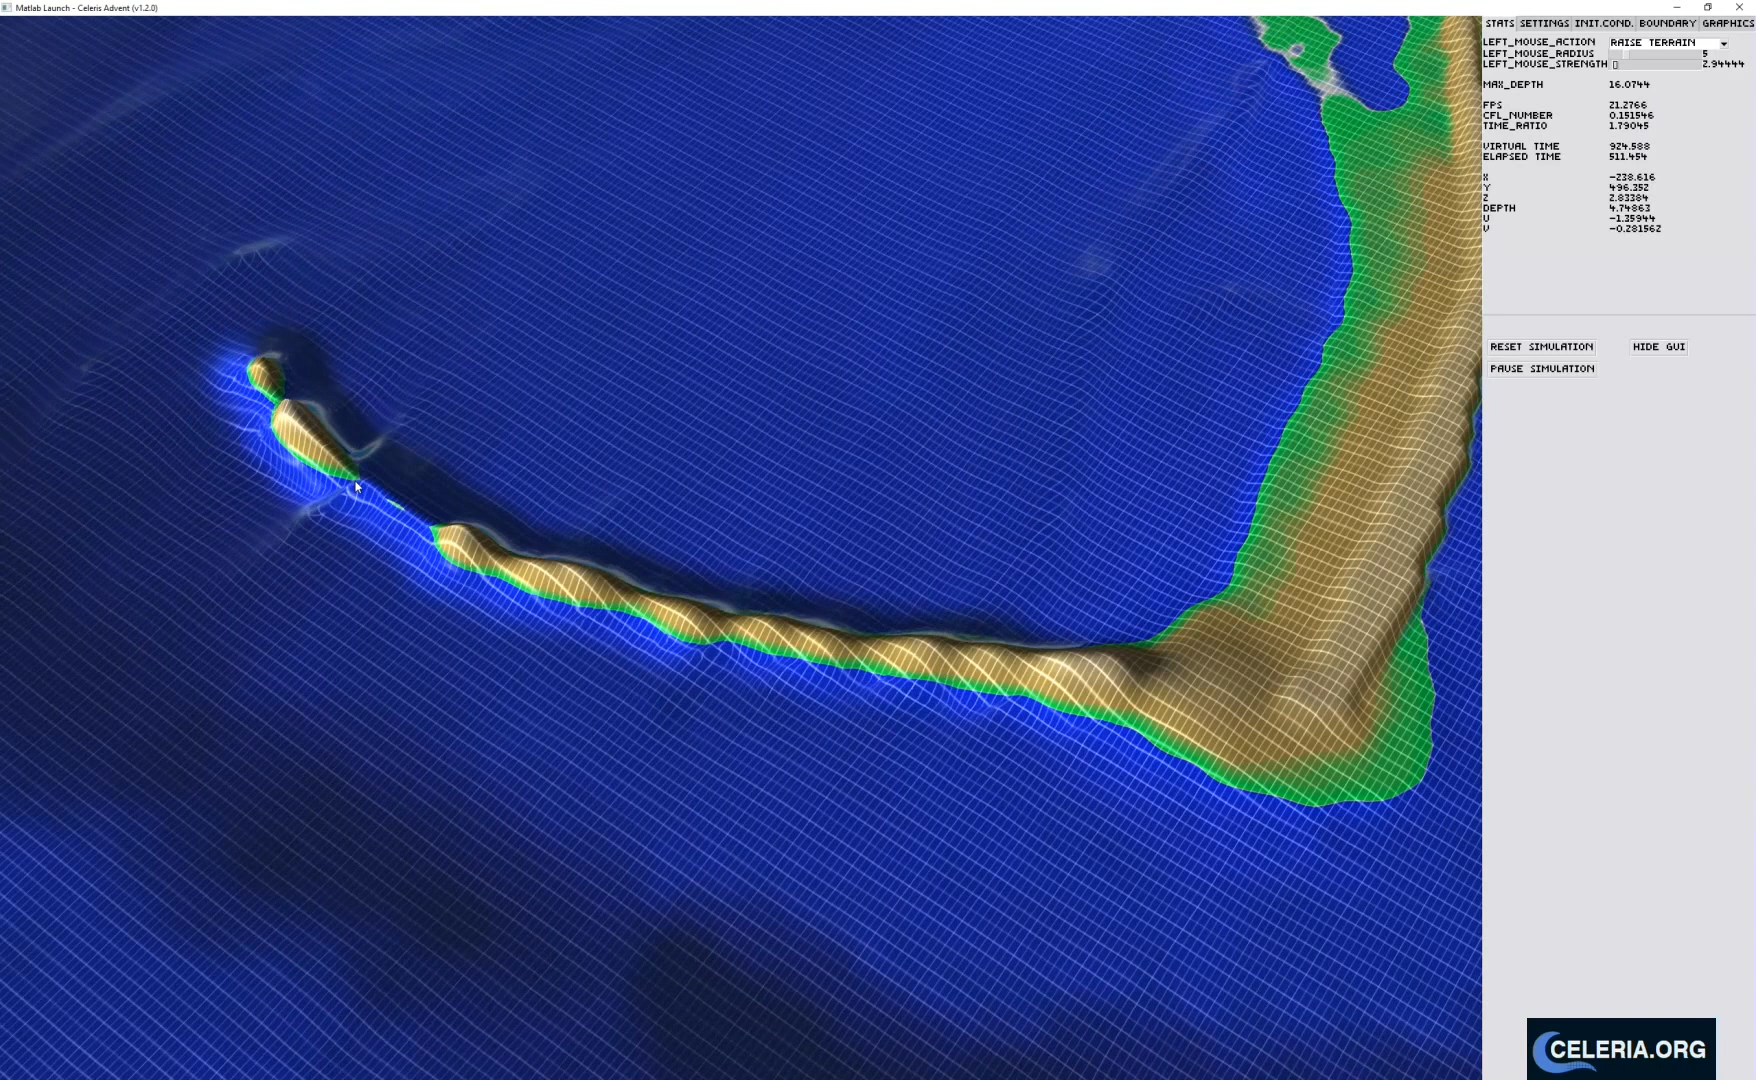 Matlab Launch - Celeris Advent (v1.2.0)
STATS SETTINGS INIT.COND. BOUNDARY GRAPHICS
LEFT_MOUSE_ACTION RAISE TERRAIN
LEFT_MOUSE_RADIUS 5
LEFT_MOUSE_STRENGTH 2.94444
MAX_DEPTH 16.0744
FPS 21.2766
CFL_NUMBER 0.151546
TIME_RATIO 1.79045
VIRTUAL TIME 924.588
ELAPSED TIME 511.454
X -238.616
Y 496.352
Z 2.83384
DEPTH 4.74863
U -1.35944
V -0.281562
RESET SIMULATION HIDE GUI
PAUSE SIMULATION
CELERIA.ORG